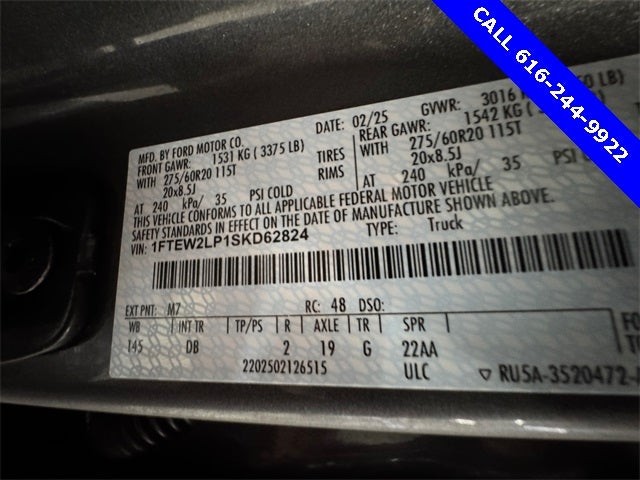 CALL 616-244-9922
MFD. BY FORD MOTOR CO. DATE: 02/25 GVWR: 3016
FRONT GAWR: 1531 KG ( 3375 LB) REAR GAWR: 1542 KG
WITH 275/60R20 115T TIRES WITH 275/60R20 115T
20x8.5J RIMS 20x8.5J
AT 240 kPa/ 35 PSI COLD AT 240 kPa/ 35 PSI COLD
THIS VEHICLE CONFORMS TO ALL APPLICABLE FEDERAL MOTOR VEHICLE
SAFETY STANDARDS IN EFFECT ON THE DATE OF MANUFACTURE SHOWN ABOVE.
VIN: 1FTEW2LP1SKD62824 TYPE: Truck
EXT PNT: M7 RC: 48 DSO:
WB INT TR TP/PS R AXLE TR SPR
145 DB 2 19 G 22AA
2202502126515 ULC
RU5A-3520472-